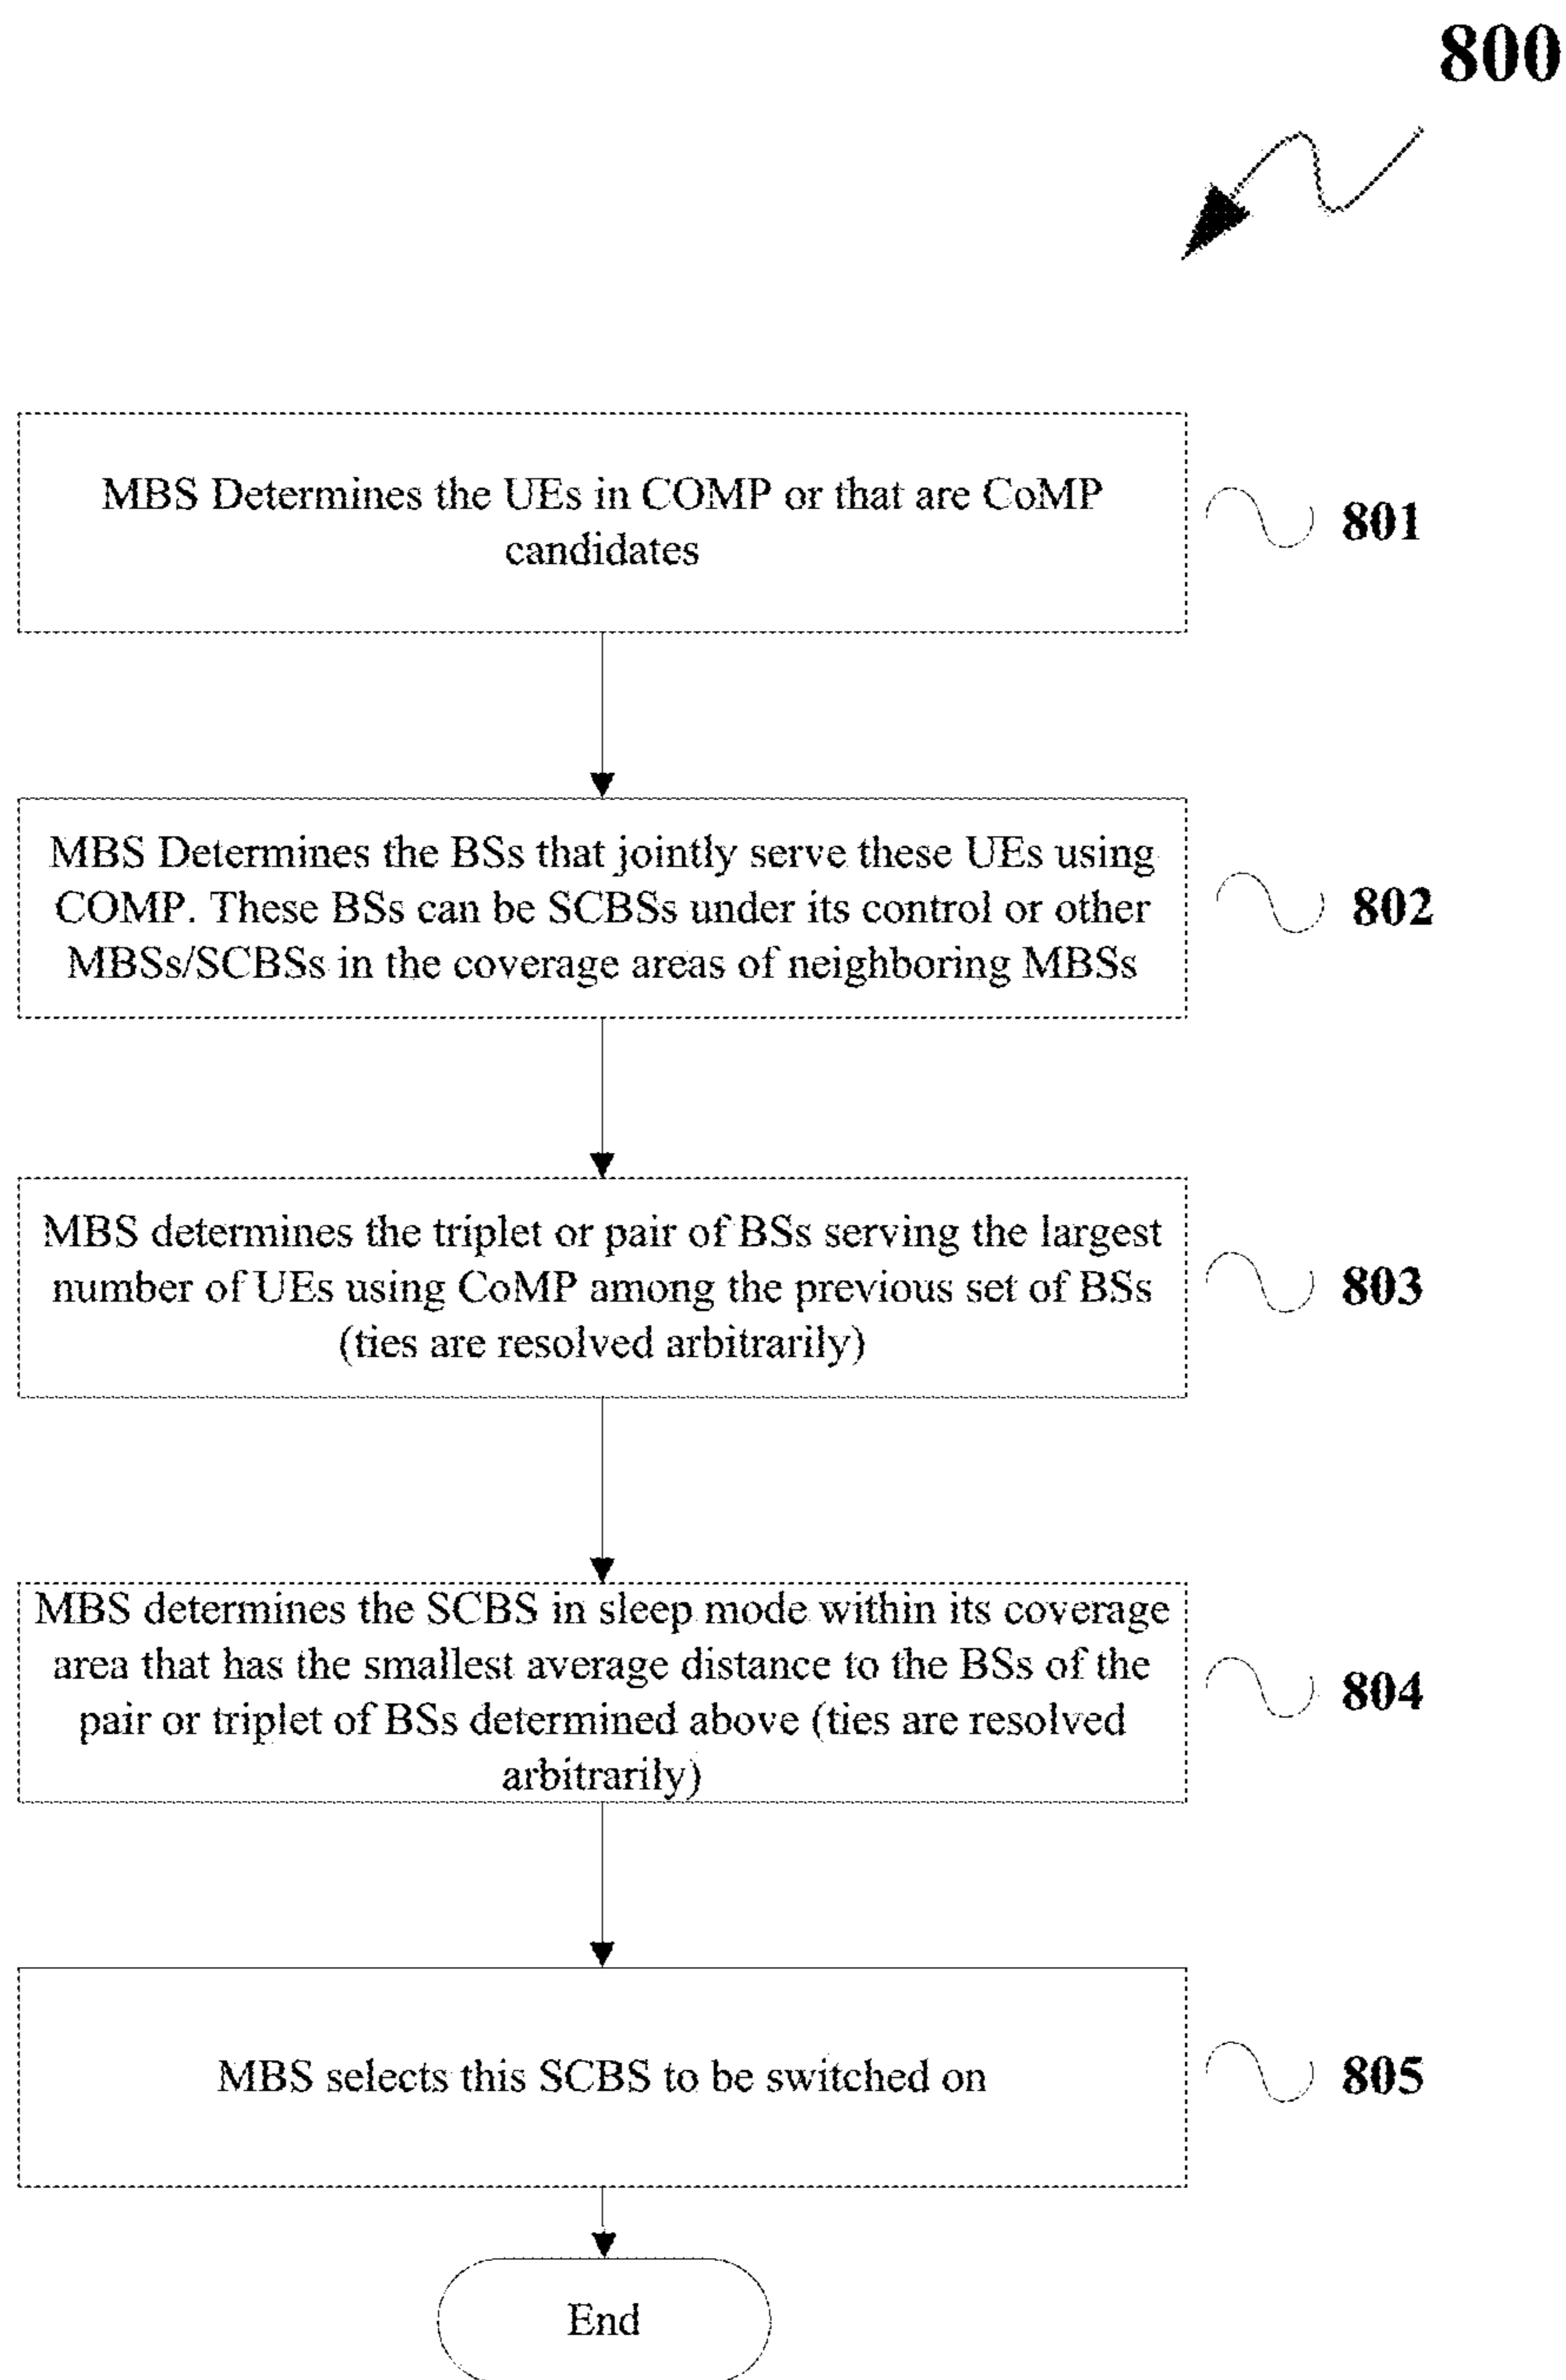 800
MBS Determines the UEs in COMP or that are CoMP
candidates
801
MBS Determines the BSs that jointly serve these UEs using
COMP. These BSs can be SCBSs under its control or other
MBSs/SCBSs in the coverage areas of neighboring MBSs
802
MBS determines the triplet or pair of BSs serving the largest
number of UEs using CoMP among the previous set of BSs
(ties are resolved arbitrarily)
803
MBS determines the SCBS in sleep mode within its coverage
area that has the smallest average distance to the BSs of the
pair or triplet of BSs determined above (ties are resolved
arbitrarily)
804
MBS selects this SCBS to be switched on
805
End